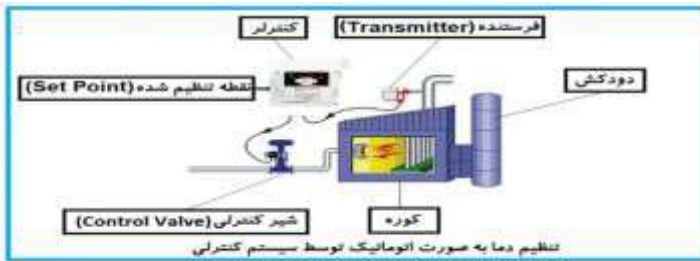 کنترلر
فرستنده (Transmitter)
دودکش
نقطه تنظیم شده (Set Point)
شیر کنترلی (Control Valve)
کوره
تنظیم دما به صورت اتوماتیک توسط سیستم کنترلی